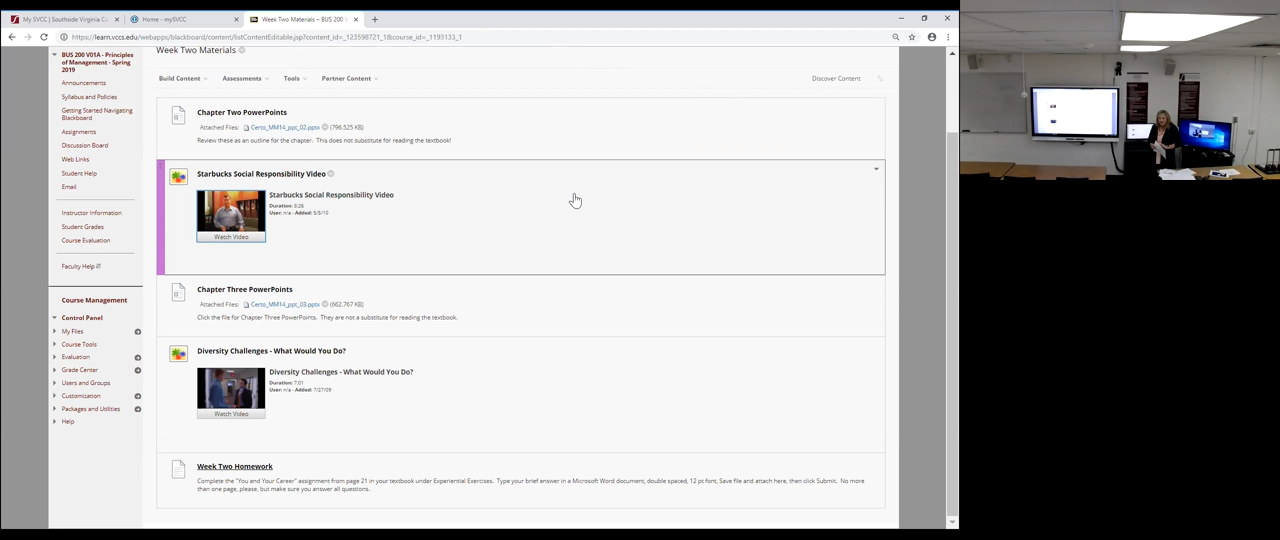 My SVCC | Southside Virginia Co
Home - mySVCC
Week Two Materials – BUS 200 V
https://learn.vccs.edu/webapps/blackboard/content/listContentEditable.jsp?content_id=_123598721_1&course_id=_1193133_1
BUS 200 V01A - Principles
of Management - Spring
2019
Announcements
Syllabus and Policies
Getting Started Navigating
Blackboard
Assignments
Discussion Board
Web Links
Student Help
Email
Instructor Information
Student Grades
Course Evaluation
Faculty Help
Course Management
Control Panel
My Files
Course Tools
Evaluation
Grade Center
Users and Groups
Customization
Packages and Utilities
Help
Week Two Materials
Build Content
Assessments
Tools
Partner Content
Discover Content
Chapter Two PowerPoints
Attached Files: Certo_MM14_ppt_02.pptx (796.525 KB)
Review these as an outline for the chapter. This does not substitute for reading the textbook!
Starbucks Social Responsibility Video
Starbucks Social Responsibility Video
Duration: 8:26
User: n/a - Added: 5/5/10
Watch Video
Chapter Three PowerPoints
Attached Files: Certo_MM14_ppt_03.pptx (662.767 KB)
Click the file for Chapter Three PowerPoints. They are not a substitute for reading the textbook.
Diversity Challenges - What Would You Do?
Diversity Challenges - What Would You Do?
Duration: 7:01
User: n/a - Added: 7/27/09
Watch Video
Week Two Homework
Complete the "You and Your Career" assignment from page 21 in your textbook under Experiential Exercises. Type your brief answer in a Microsoft Word document, double spaced, 12 pt font, Save file and attach here, then click Submit. No more
than one page, please, but make sure you answer all questions.